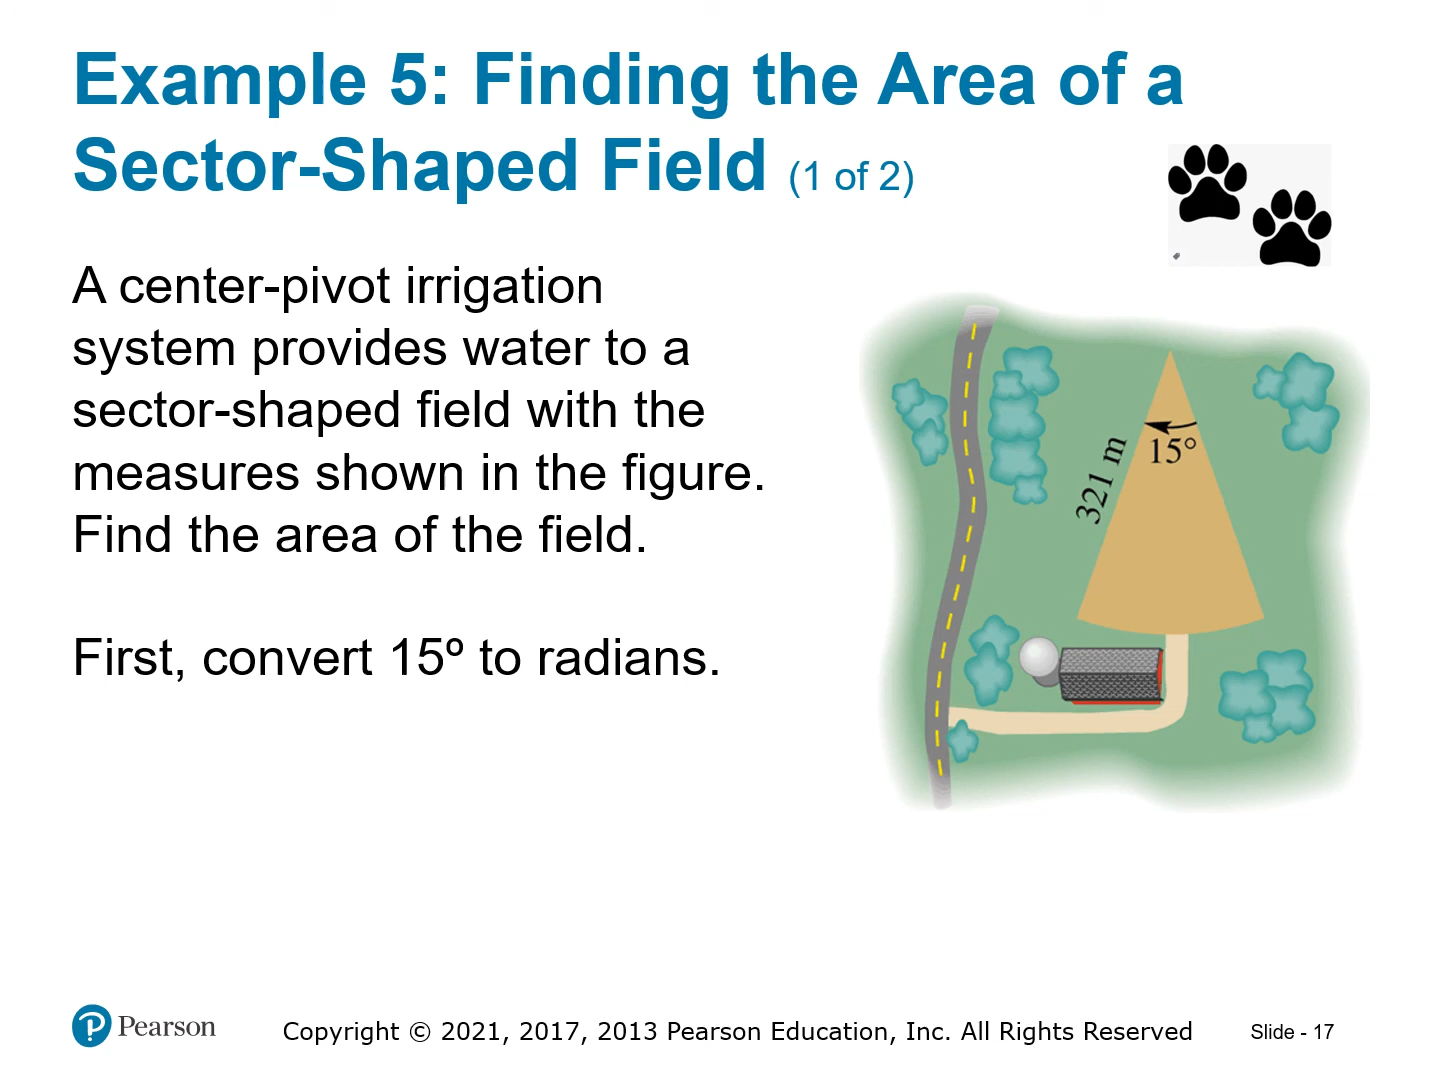 Example 5: Finding the Area of a
Sector-Shaped Field (1 of 2)
A center-pivot irrigation
system provides water to a
sector-shaped field with the
measures shown in the figure.
Find the area of the field.
First, convert 15º to radians.
321 m
15°
Pearson
Copyright © 2021, 2017, 2013 Pearson Education, Inc. All Rights Reserved
Slide - 17